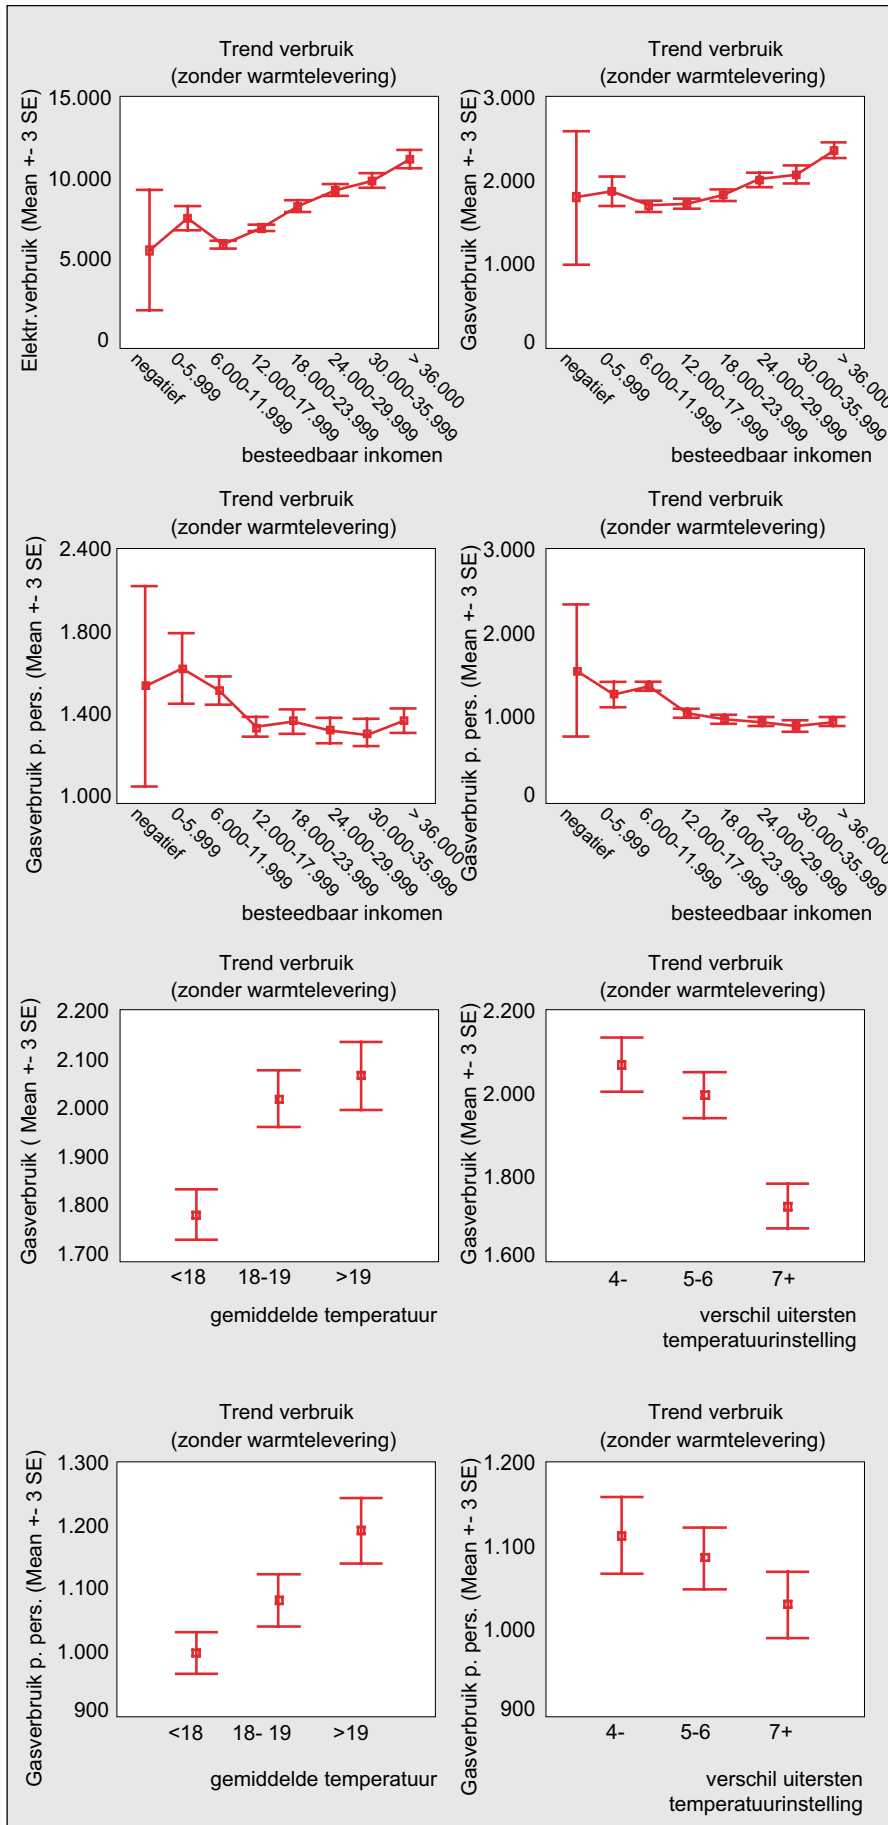 Trend verbruik
(zonder warmtelevering)
Elektr.verbruik (Mean +- 3 SE)
15.000
10.000
5.000
0
negatief
0-5.999
6.000-11.999
12.000-17.999
18.000-23.999
24.000-29.999
30.000-35.999
> 36.000
besteedbaar inkomen
Trend verbruik
(zonder warmtelevering)
Gasverbruik (Mean +- 3 SE)
3.000
2.000
1.000
0
negatief
0-5.999
6.000-11.999
12.000-17.999
18.000-23.999
24.000-29.999
30.000-35.999
> 36.000
besteedbaar inkomen
Trend verbruik
(zonder warmtelevering)
Gasverbruik p. pers. (Mean +- 3 SE)
2.400
1.800
1.400
1.000
negatief
0-5.999
6.000-11.999
12.000-17.999
18.000-23.999
24.000-29.999
30.000-35.999
> 36.000
besteedbaar inkomen
Trend verbruik
(zonder warmtelevering)
Gasverbruik p. pers. (Mean +- 3 SE)
3.000
2.000
1.000
0
negatief
0-5.999
6.000-11.999
12.000-17.999
18.000-23.999
24.000-29.999
30.000-35.999
> 36.000
besteedbaar inkomen
Trend verbruik
(zonder warmtelevering)
Gasverbruik ( Mean +- 3 SE)
2.200
2.100
2.000
1.900
1.800
1.700
<18 18-19 >19
gemiddelde temperatuur
Trend verbruik
(zonder warmtelevering)
Gasverbruik (Mean +- 3 SE)
2.200
2.000
1.800
1.600
4- 5-6 7+
verschil uitersten
temperatuurinstelling
Trend verbruik
(zonder warmtelevering)
Gasverbruik p. pers. (Mean +- 3 SE)
1.300
1.200
1.100
1.000
900
<18 18- 19 >19
gemiddelde temperatuur
Trend verbruik
(zonder warmtelevering)
Gasverbruik p. pers. (Mean +- 3 SE)
1.200
1.100
1.000
900
4- 5-6 7+
verschil uitersten
temperatuurinstelling